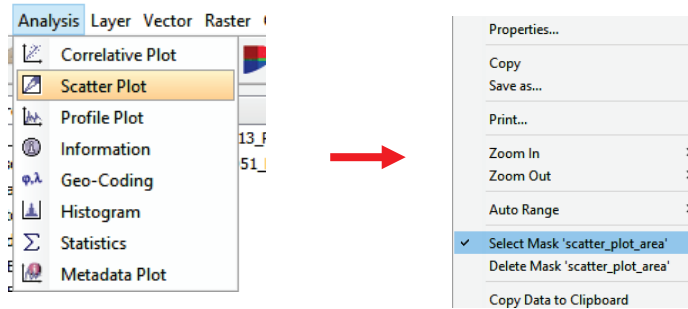 Analysis Layer Vector Raster
Correlative Plot
Scatter Plot
Profile Plot
Information
φ,λ Geo-Coding
Histogram
Σ Statistics
Metadata Plot
13_
51_
Properties...
Copy
Save as...
Print...
Zoom In
Zoom Out
Auto Range
✓ Select Mask 'scatter_plot_area'
Delete Mask 'scatter_plot_area'
Copy Data to Clipboard